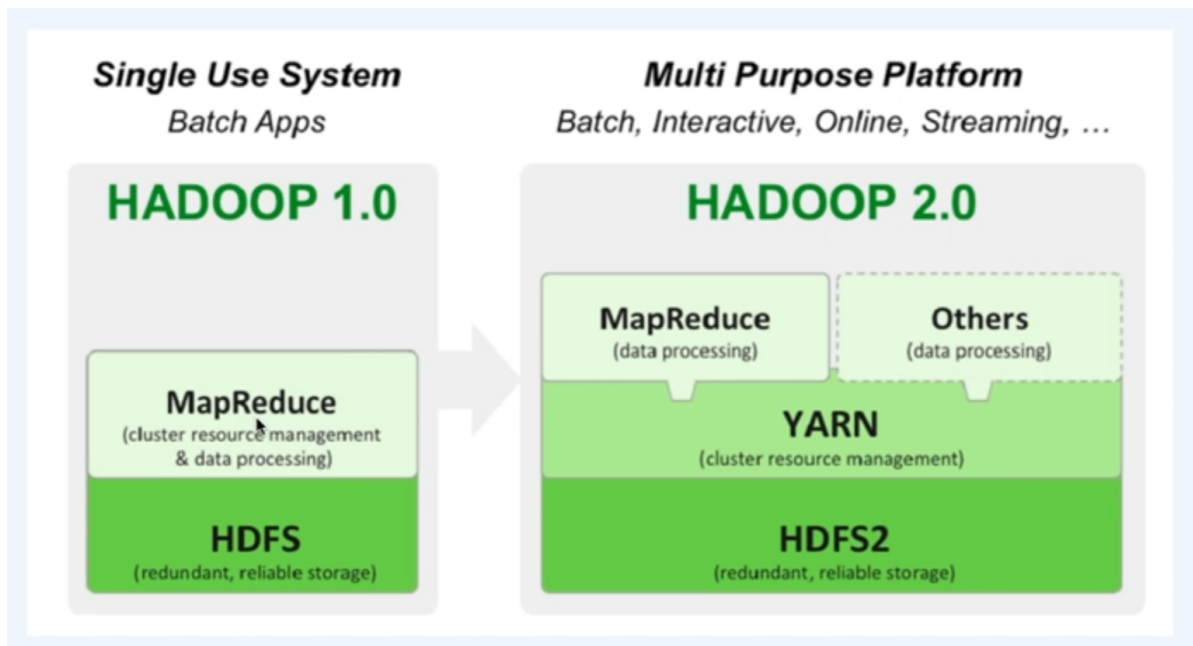 Single Use System
Batch Apps
HADOOP 1.0
MapReduce
(cluster resource management
& data processing)
HDFS
(redundant, reliable storage)
Multi Purpose Platform
Batch, Interactive, Online, Streaming, …
HADOOP 2.0
MapReduce
(data processing)
Others
(data processing)
YARN
(cluster resource management)
HDFS2
(redundant, reliable storage)